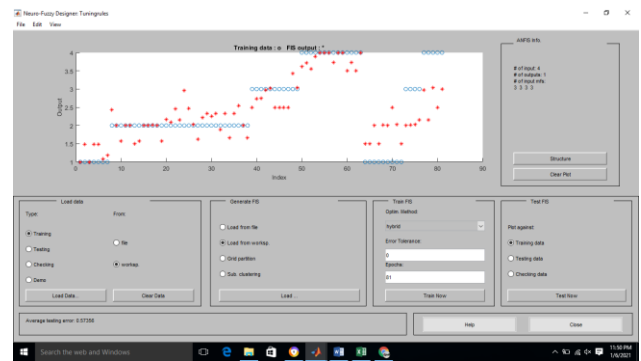 Neuro-Fuzzy Designer: Tuningrules
File Edit View
Training data : o FIS output : *
ANFIS Info.
# of input: 4
# of outputs: 1
# of input mfs:
3 3 3 3
Structure
Clear Plot
Output
4
3.5
3
2.5
2
1.5
1
0 10 20 30 40 50 60 70 80 90
Index
Load data
Type: From:
Training
Testing
Checking
Demo
file
worksp.
Load Data... Clear Data
Generate FIS
Load from file
Load from worksp.
Grid partition
Sub. clustering
Load ...
Train FIS
Optim. Method:
hybrid
Error Tolerance:
0
Epochs:
81
Train Now
Test FIS
Plot against:
Training data
Testing data
Checking data
Test Now
Average testing error: 0.57358
Help Close
Search the web and Windows
11:50 PM
1/6/2021